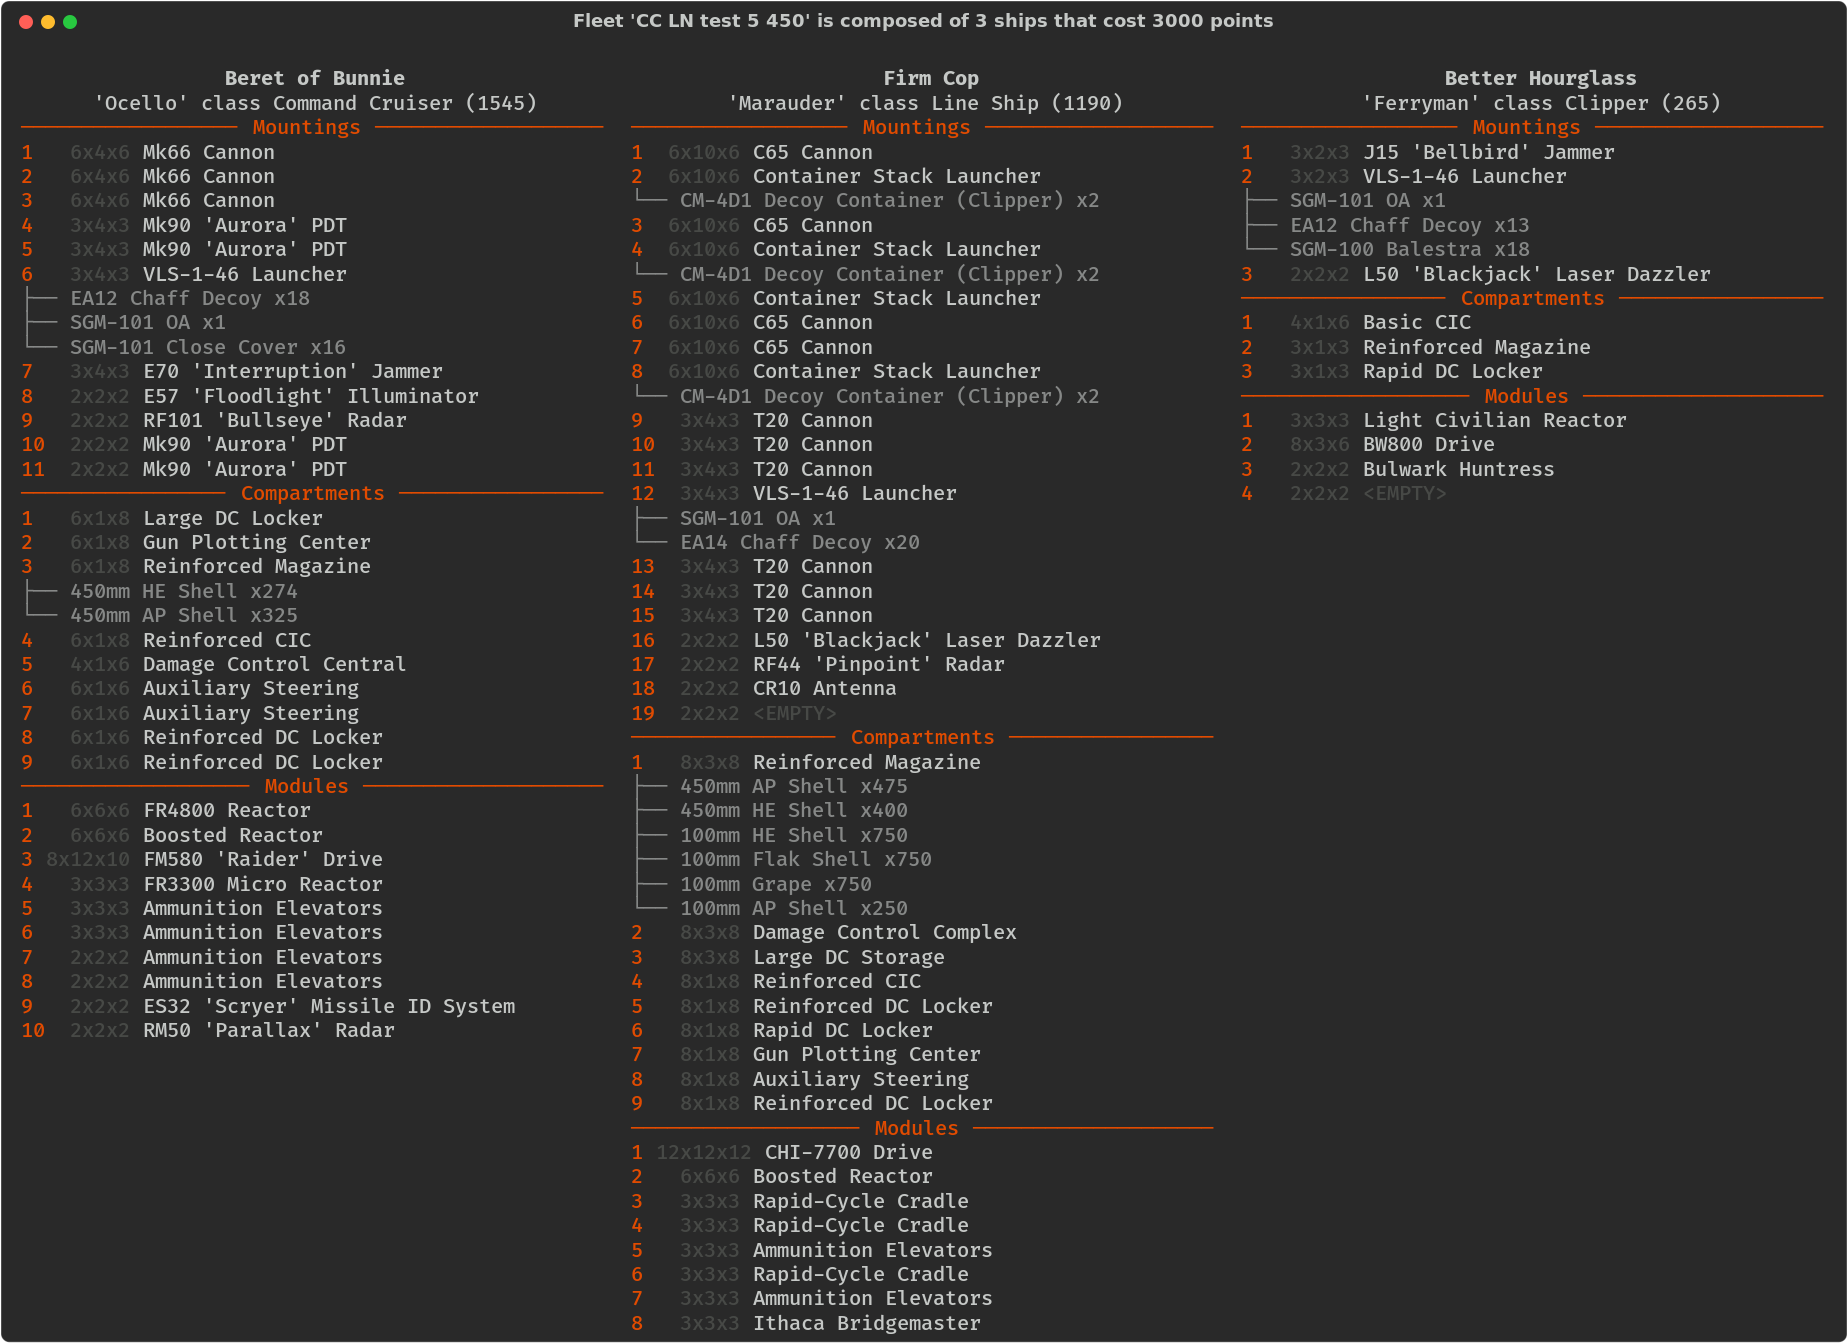 Fleet 'CC LN test 5 450' is composed of 3 ships that cost 3000 points
Beret of Bunnie
'Ocello' class Command Cruiser (1545)
Mountings
1 6x4x6 Mk66 Cannon
2 6x4x6 Mk66 Cannon
3 6x4x6 Mk66 Cannon
4 3x4x3 Mk90 'Aurora' PDT
5 3x4x3 Mk90 'Aurora' PDT
6 3x4x3 VLS-1-46 Launcher
EA12 Chaff Decoy x18
SGM-101 OA x1
SGM-101 Close Cover x16
7 3x4x3 E70 'Interruption' Jammer
8 2x2x2 E57 'Floodlight' Illuminator
9 2x2x2 RF101 'Bullseye' Radar
10 2x2x2 Mk90 'Aurora' PDT
11 2x2x2 Mk90 'Aurora' PDT
Compartments
1 6x1x8 Large DC Locker
2 6x1x8 Gun Plotting Center
3 6x1x8 Reinforced Magazine
450mm HE Shell x274
450mm AP Shell x325
4 6x1x8 Reinforced CIC
5 4x1x6 Damage Control Central
6 6x1x6 Auxiliary Steering
7 6x1x6 Auxiliary Steering
8 6x1x6 Reinforced DC Locker
9 6x1x6 Reinforced DC Locker
Modules
1 6x6x6 FR4800 Reactor
2 6x6x6 Boosted Reactor
3 8x12x10 FM580 'Raider' Drive
4 3x3x3 FR3300 Micro Reactor
5 3x3x3 Ammunition Elevators
6 3x3x3 Ammunition Elevators
7 2x2x2 Ammunition Elevators
8 2x2x2 Ammunition Elevators
9 2x2x2 ES32 'Scryer' Missile ID System
10 2x2x2 RM50 'Parallax' Radar
Firm Cop
'Marauder' class Line Ship (1190)
Mountings
1 6x10x6 C65 Cannon
2 6x10x6 Container Stack Launcher
CM-4D1 Decoy Container (Clipper) x2
3 6x10x6 C65 Cannon
4 6x10x6 Container Stack Launcher
CM-4D1 Decoy Container (Clipper) x2
5 6x10x6 Container Stack Launcher
6 6x10x6 C65 Cannon
7 6x10x6 C65 Cannon
8 6x10x6 Container Stack Launcher
CM-4D1 Decoy Container (Clipper) x2
9 3x4x3 T20 Cannon
10 3x4x3 T20 Cannon
11 3x4x3 T20 Cannon
12 3x4x3 VLS-1-46 Launcher
SGM-101 OA x1
EA14 Chaff Decoy x20
13 3x4x3 T20 Cannon
14 3x4x3 T20 Cannon
15 3x4x3 T20 Cannon
16 2x2x2 L50 'Blackjack' Laser Dazzler
17 2x2x2 RF44 'Pinpoint' Radar
18 2x2x2 CR10 Antenna
19 2x2x2 <EMPTY>
Compartments
1 8x3x8 Reinforced Magazine
450mm AP Shell x475
450mm HE Shell x400
100mm HE Shell x750
100mm Flak Shell x750
100mm Grape x750
100mm AP Shell x250
2 8x3x8 Damage Control Complex
3 8x3x8 Large DC Storage
4 8x1x8 Reinforced CIC
5 8x1x8 Reinforced DC Locker
6 8x1x8 Rapid DC Locker
7 8x1x8 Gun Plotting Center
8 8x1x8 Auxiliary Steering
9 8x1x8 Reinforced DC Locker
Modules
1 12x12x12 CHI-7700 Drive
2 6x6x6 Boosted Reactor
3 3x3x3 Rapid-Cycle Cradle
4 3x3x3 Rapid-Cycle Cradle
5 3x3x3 Ammunition Elevators
6 3x3x3 Rapid-Cycle Cradle
7 3x3x3 Ammunition Elevators
8 3x3x3 Ithaca Bridgemaster
Better Hourglass
'Ferryman' class Clipper (265)
Mountings
1 3x2x3 J15 'Bellbird' Jammer
2 3x2x3 VLS-1-46 Launcher
SGM-101 OA x1
EA12 Chaff Decoy x13
SGM-100 Balestra x18
3 2x2x2 L50 'Blackjack' Laser Dazzler
Compartments
1 4x1x6 Basic CIC
2 3x1x3 Reinforced Magazine
3 3x1x3 Rapid DC Locker
Modules
1 3x3x3 Light Civilian Reactor
2 8x3x6 BW800 Drive
3 2x2x2 Bulwark Huntress
4 2x2x2 <EMPTY>